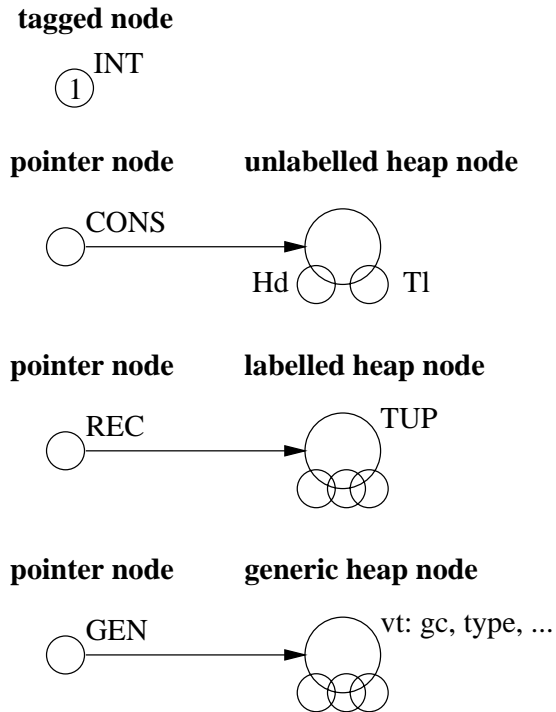 tagged node
INT
1
pointer node unlabelled heap node
CONS
Hd Tl
pointer node labelled heap node
REC TUP
pointer node generic heap node
GEN vt: gc, type, ...